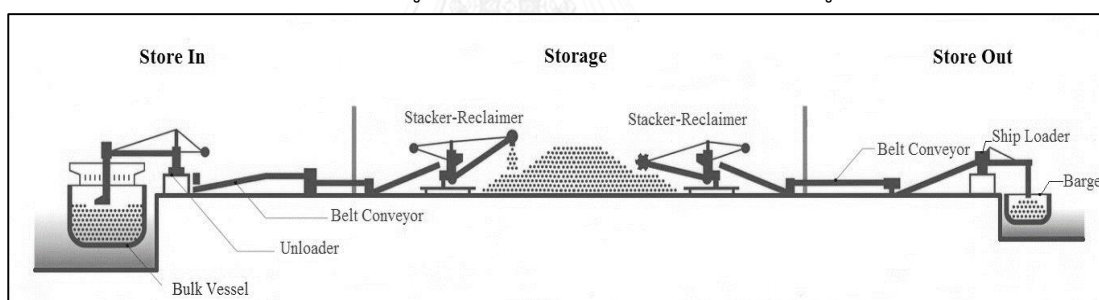 Store In
Storage
Store Out
Stacker-Reclaimer
Stacker-Reclaimer
Ship Loader
Belt Conveyor
Barge
Belt Conveyor
Unloader
Bulk Vessel